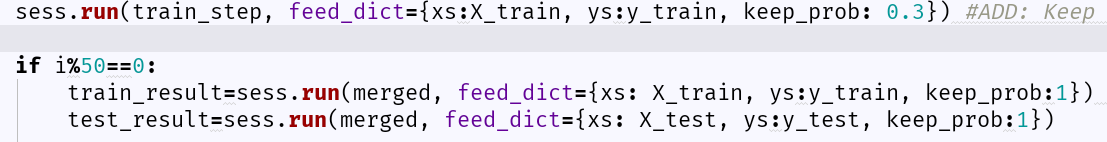 sess.run(train_step, feed_dict={xs:X_train, ys:y_train, keep_prob: 0.3}) #ADD: Keep
if i%50==0:
    train_result=sess.run(merged, feed_dict={xs: X_train, ys:y_train, keep_prob:1})
    test_result=sess.run(merged, feed_dict={xs: X_test, ys:y_test, keep_prob:1})